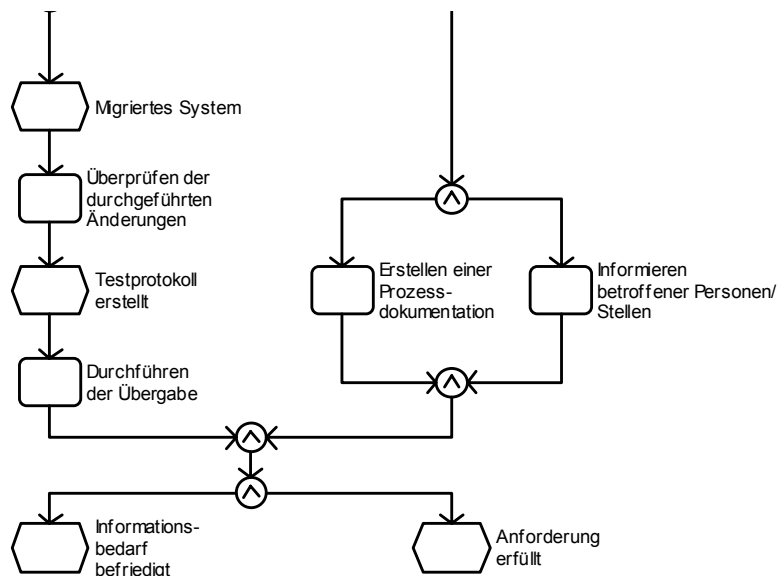 Migriertes System
Überprüfen der
durchgeführten
Änderungen
Testprotokoll
erstellt
Durchführen
der Übergabe
Erstellen einer
Prozess-
dokumentation
Informieren
betroffener Personen/
Stellen
Informations-
bedarf
befriedigt
Anforderung
erfüllt